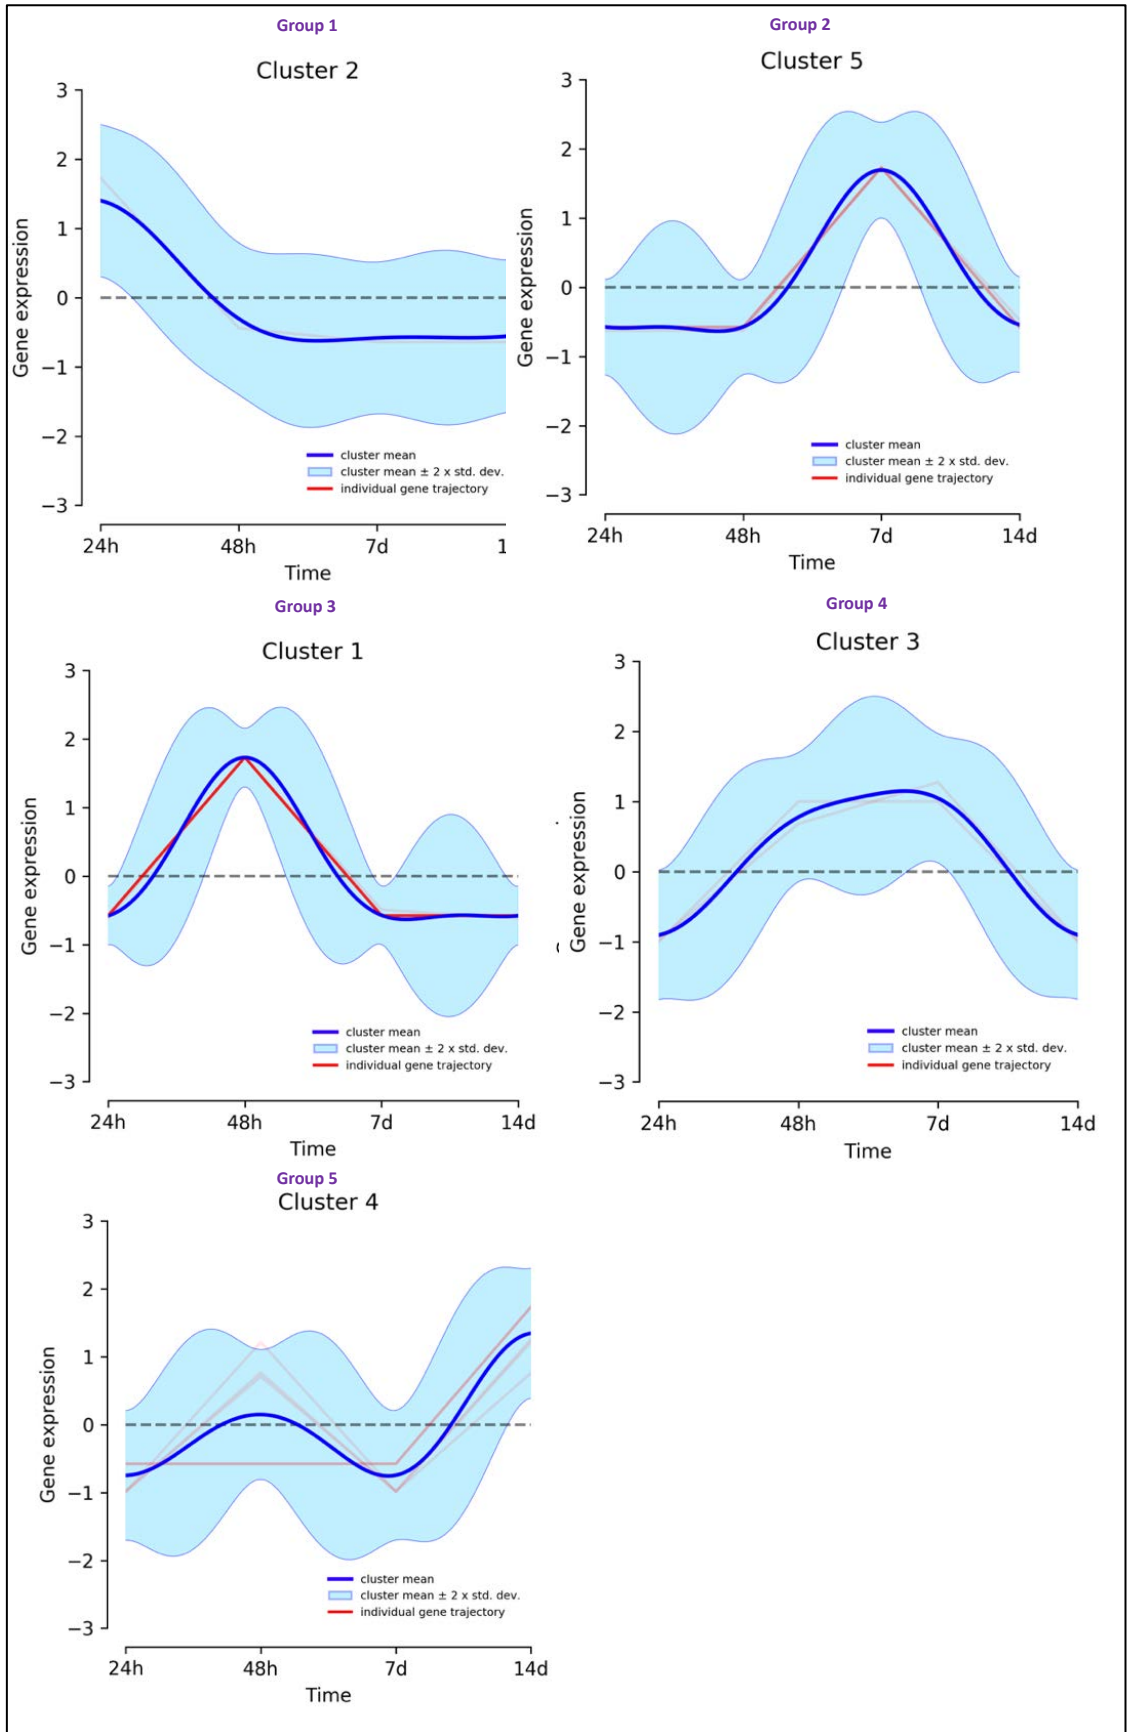 Group 1
Cluster 2
3
2
1
0
−1
−2
−3
Gene expression
cluster mean
cluster mean ± 2 x std. dev.
individual gene trajectory
24h
48h
7d
1
Time
Group 2
Cluster 5
3
2
1
0
−1
−2
−3
Gene expression
cluster mean
cluster mean ± 2 x std. dev.
individual gene trajectory
24h
48h
7d
14d
Time
Group 3
Cluster 1
3
2
1
0
−1
−2
−3
Gene expression
cluster mean
cluster mean ± 2 x std. dev.
individual gene trajectory
24h
48h
7d
14d
Time
Group 4
Cluster 3
3
2
1
0
−1
−2
−3
Gene expression
cluster mean
cluster mean ± 2 x std. dev.
individual gene trajectory
24h
48h
7d
14d
Time
Group 5
Cluster 4
3
2
1
0
−1
−2
−3
Gene expression
cluster mean
cluster mean ± 2 x std. dev.
individual gene trajectory
24h
48h
7d
14d
Time